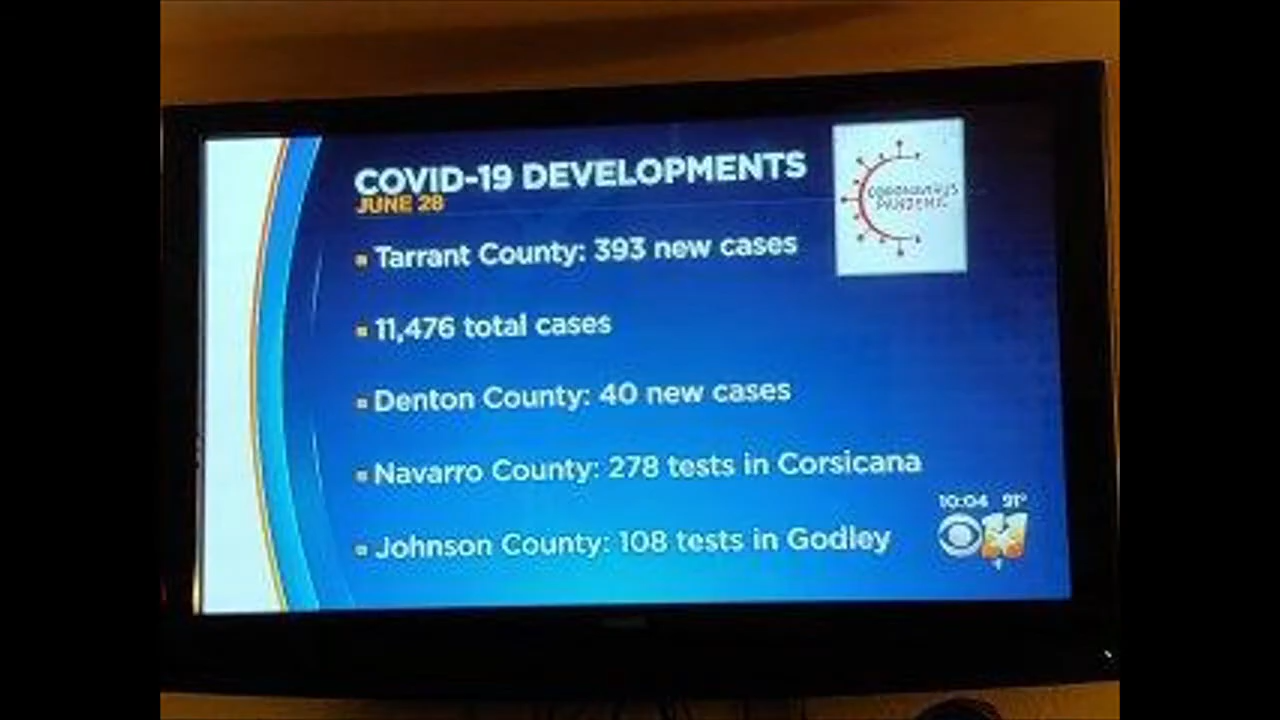 COVID-19 DEVELOPMENTS
JUNE 28
CORONAVIRUS
PANDEMIC
Tarrant County: 393 new cases
11,476 total cases
Denton County: 40 new cases
Navarro County: 278 tests in Corsicana
10:04 91°
Johnson County: 108 tests in Godley